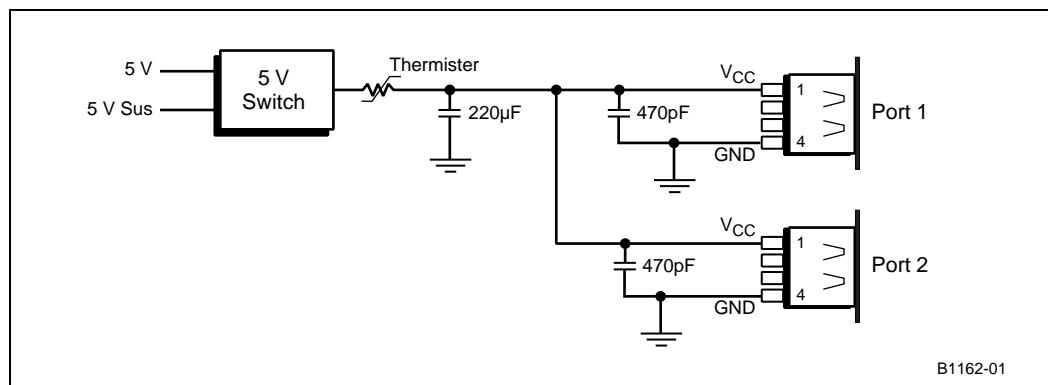 5 V
5 V Sus
5 V
Switch
Thermister
220µF
470pF
VCC
1
4
GND
Port 1
470pF
VCC
1
4
GND
Port 2
B1162-01